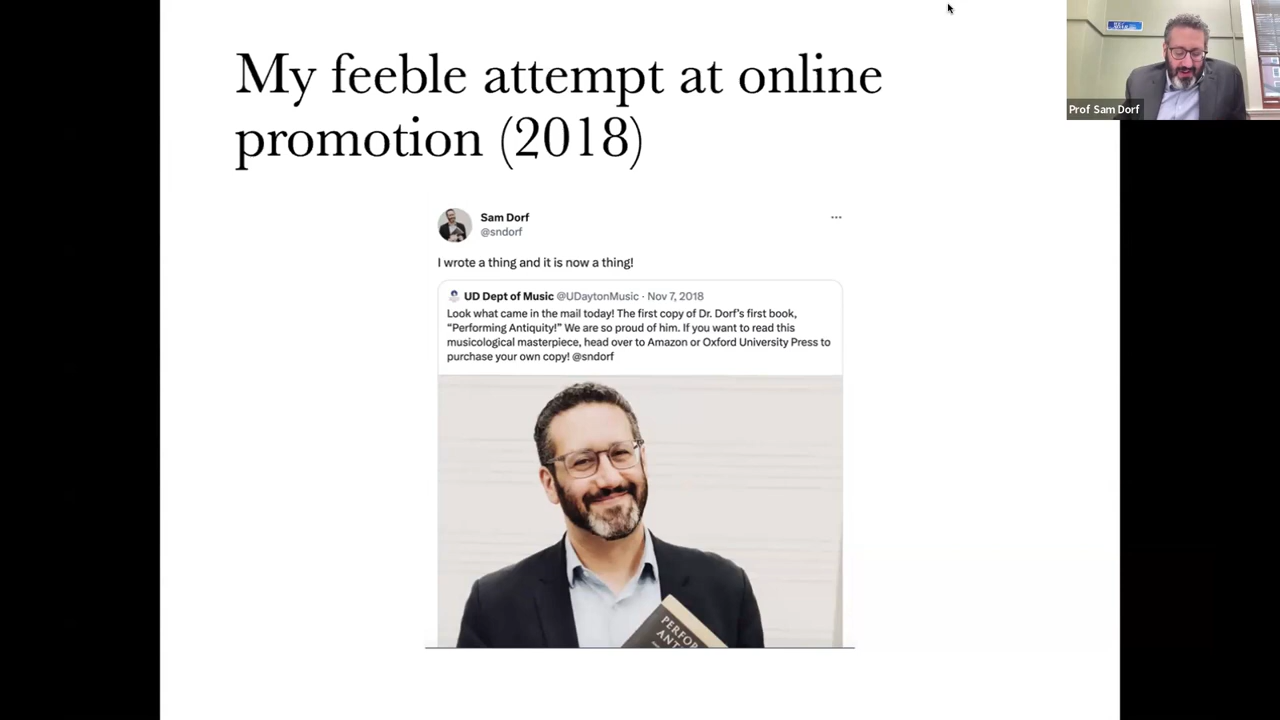 My feeble attempt at online
promotion (2018)
Prof Sam Dorf
Sam Dorf
@sndorf
I wrote a thing and it is now a thing!
UD Dept of Music @UDaytonMusic · Nov 7, 2018
Look what came in the mail today! The first copy of Dr. Dorf's first book,
“Performing Antiquity!” We are so proud of him. If you want to read this
musicological masterpiece, head over to Amazon or Oxford University Press to
purchase your own copy! @sndorf